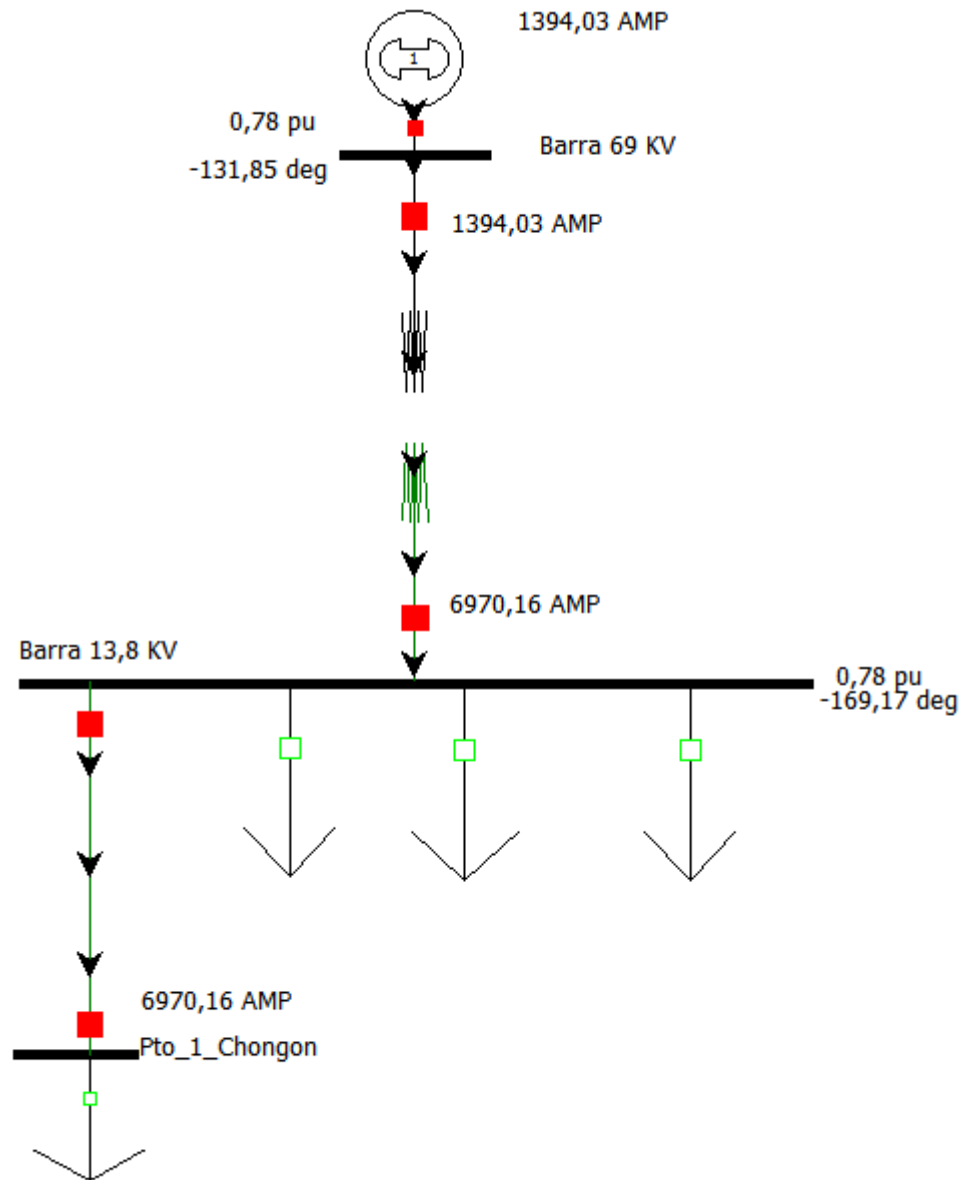 1394,03 AMP
1
0,78 pu
Barra 69 KV
-131,85 deg
1394,03 AMP
6970,16 AMP
Barra 13,8 KV
0,78 pu
-169,17 deg
6970,16 AMP
Pto_1_Chongon